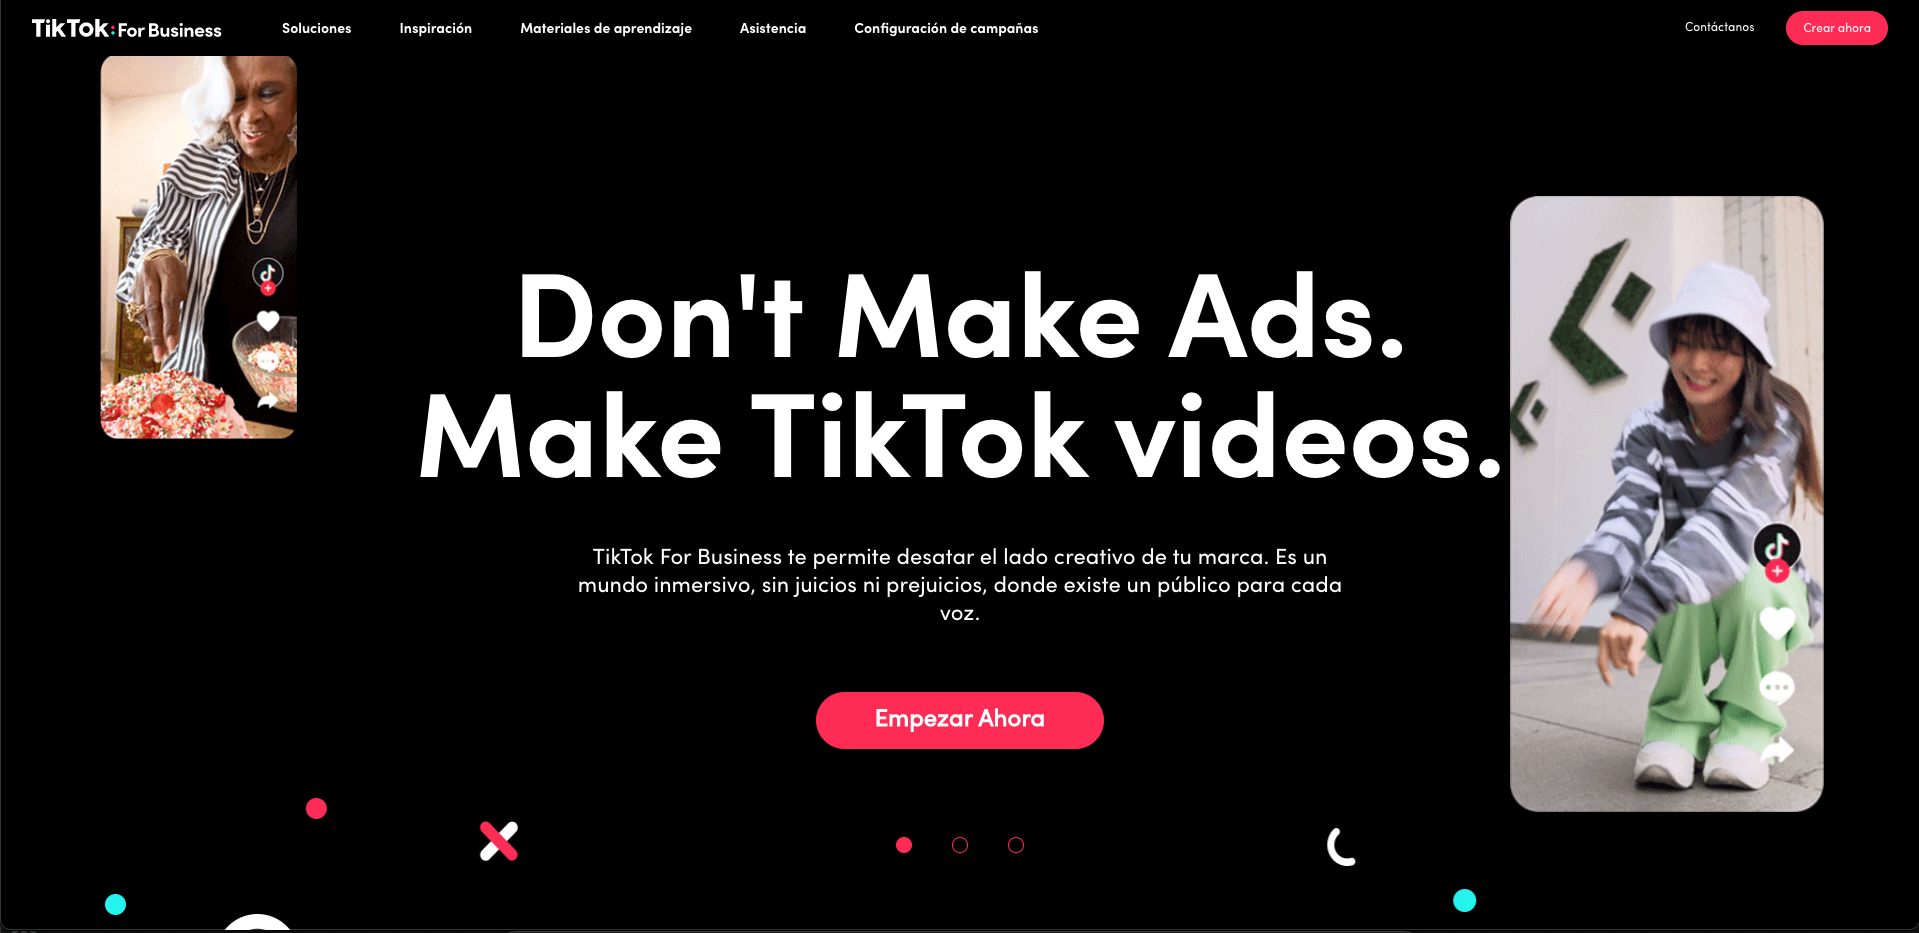 TikTok: For Business
Soluciones
Inspiración
Materiales de aprendizaje
Asistencia
Configuración de campañas
Contáctanos
Crear ahora
Don't Make Ads.
Make TikTok videos.
TikTok For Business te permite desatar el lado creativo de tu marca. Es un
mundo inmersivo, sin juicios ni prejuicios, donde existe un público para cada
voz.
Empezar Ahora